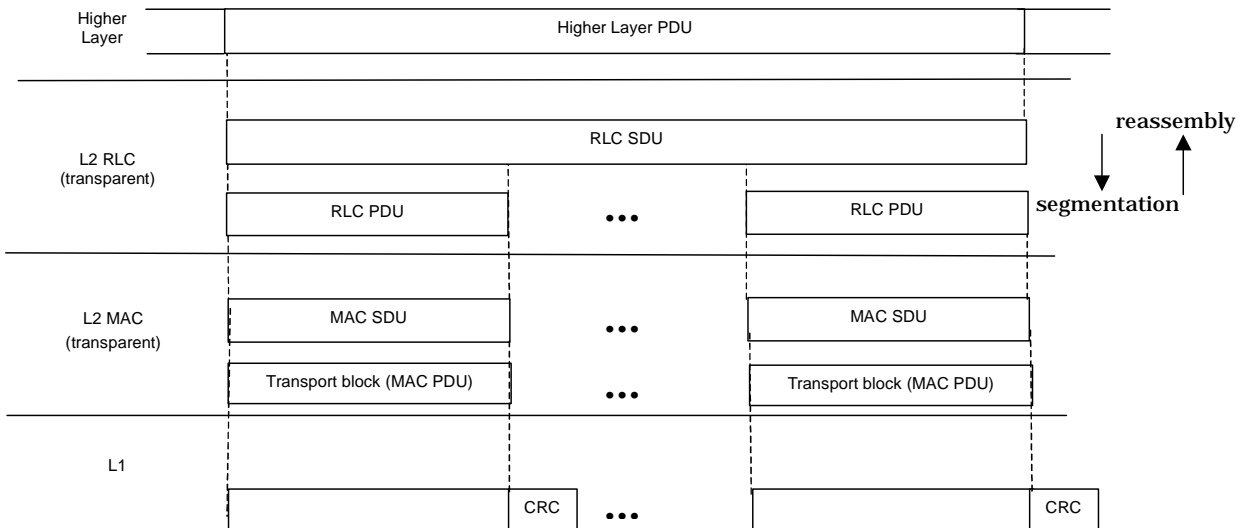 Higher
Layer
Higher Layer PDU
reassembly
RLC SDU
L2 RLC
(transparent)
RLC PDU
•••
RLC PDU
segmentation
L2 MAC
(transparent)
MAC SDU
•••
MAC SDU
Transport block (MAC PDU)
•••
Transport block (MAC PDU)
L1
CRC
•••
CRC